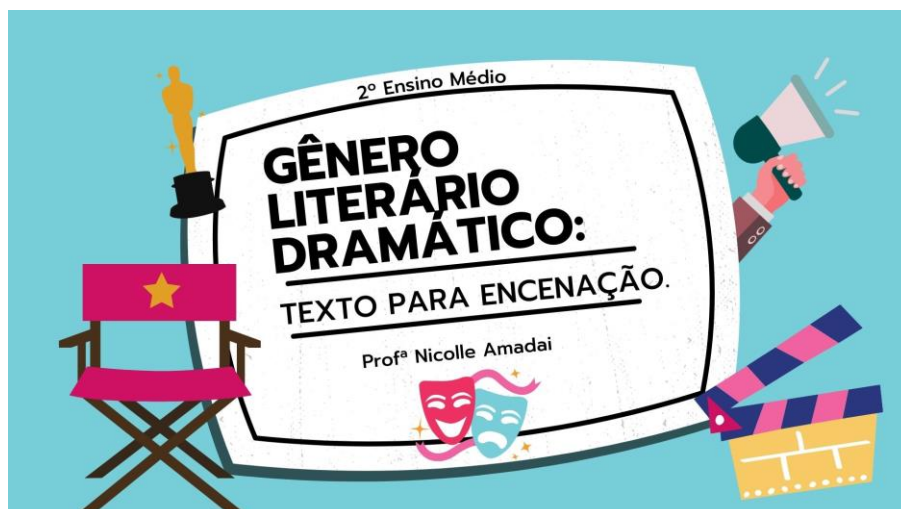 2º Ensino Médio
GÊNERO
LITERÁRIO
DRAMÁTICO:
TEXTO PARA ENCENAÇÃO.
Profª Nicolle Amadai